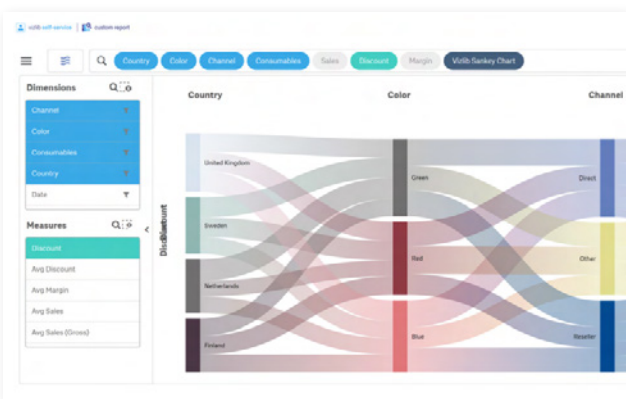 vizlib self-service custom report
Country Color Channel Consumables Sales Discount Margin Vizlib Sankey Chart
Dimensions
Channel
Color
Consumables
Country
Date
Measures
Discount
Avg Discount
Avg Margin
Avg Sales
Avg Sales (Gross)
Country Color Channel
Discount
United Kingdom
Sweden
Netherlands
Finland
Green
Red
Blue
Direct
Other
Reseller